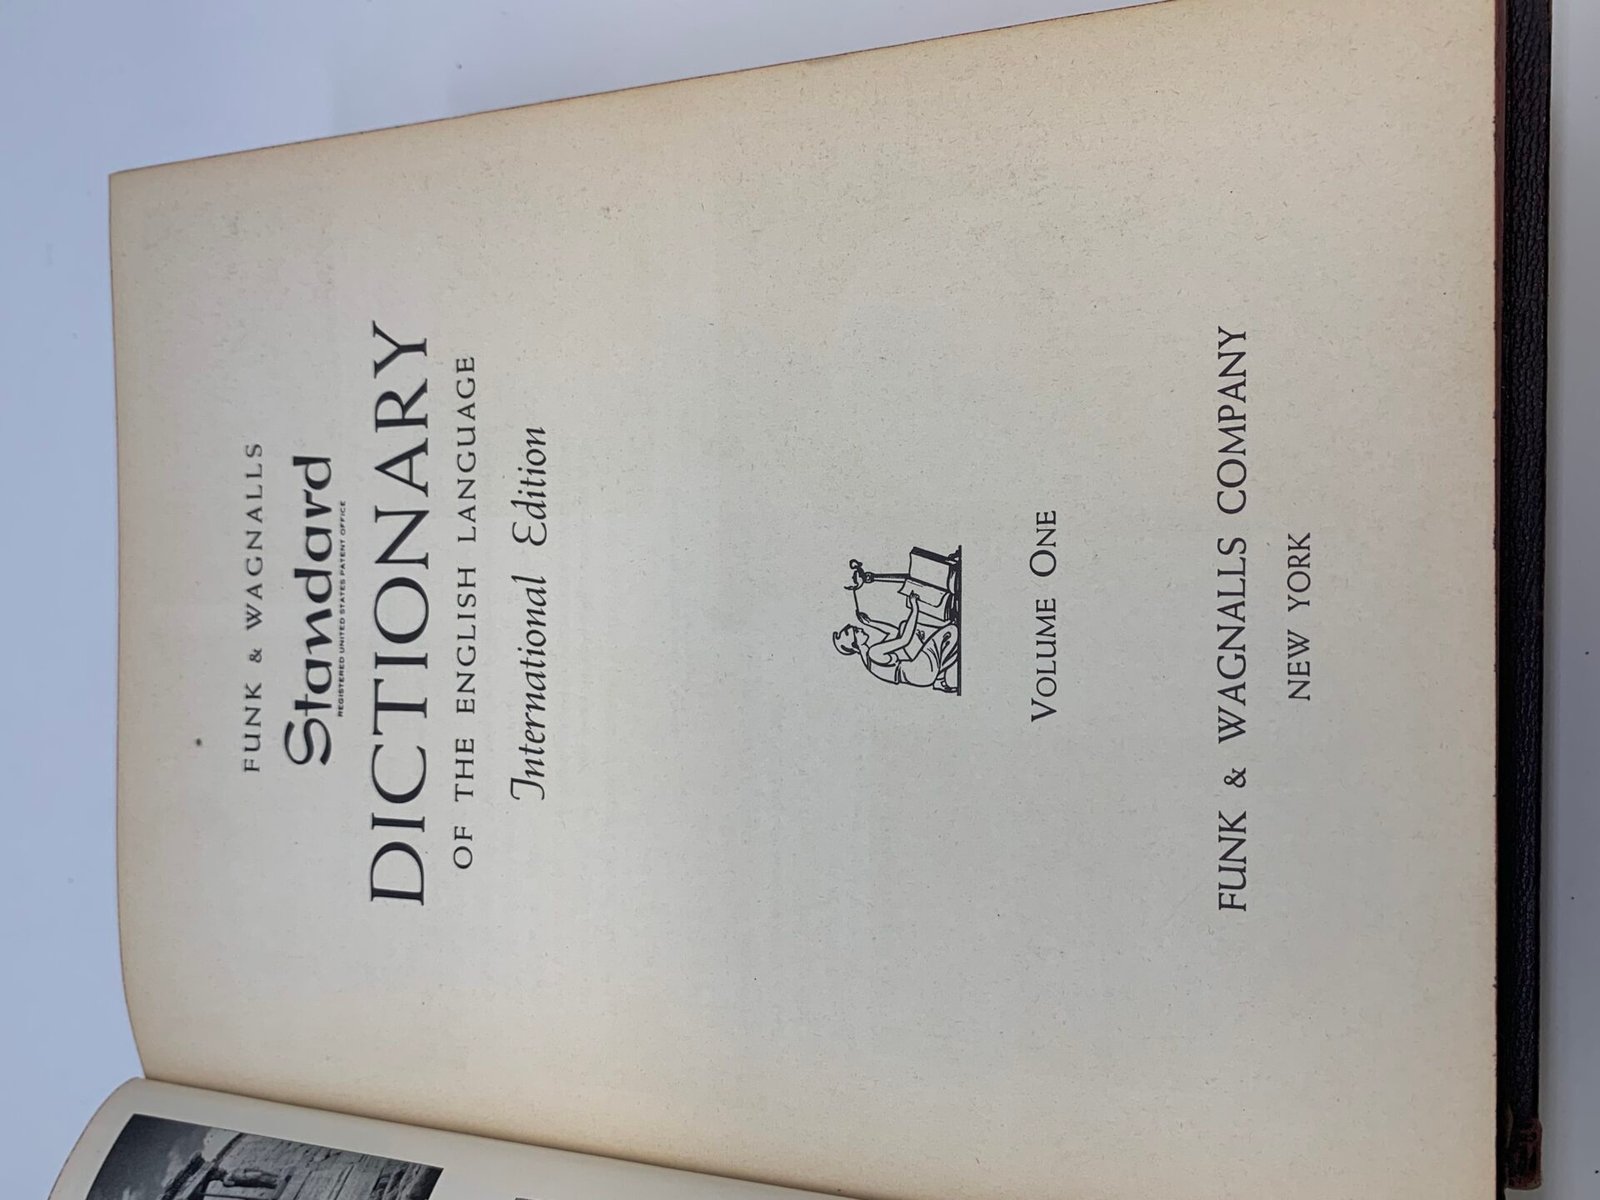 FUNK & WAGNALLS
Standard
REGISTERED UNITED STATES PATENT OFFICE
DICTIONARY
OF THE ENGLISH LANGUAGE
International Edition
VOLUME ONE
FUNK & WAGNALLS COMPANY
NEW YORK